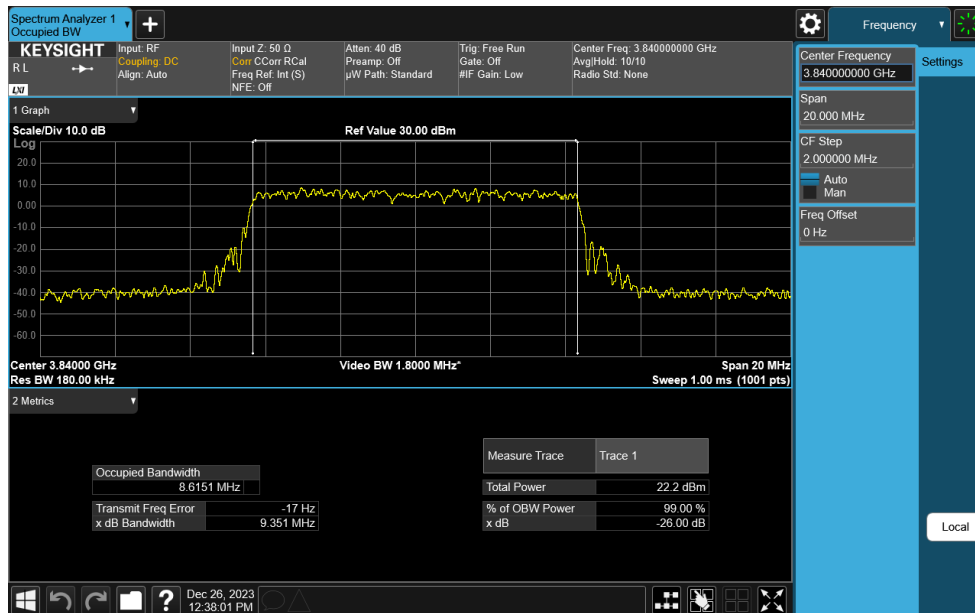 Spectrum Analyzer 1
Occupied BW
+
Frequency
KEYSIGHT
R L
LXI
Input: RF
Coupling: DC
Align: Auto
Input Z: 50 Ω
Corr CCorr RCal
Freq Ref: Int (S)
NFE: Off
Atten: 40 dB
Preamp: Off
µW Path: Standard
Trig: Free Run
Gate: Off
#IF Gain: Low
Center Freq: 3.840000000 GHz
Avg|Hold: 10/10
Radio Std: None
Center Frequency
3.840000000 GHz
Settings
Span
20.000 MHz
CF Step
2.000000 MHz
Auto
Man
Freq Offset
0 Hz
Local
1 Graph
Scale/Div 10.0 dB
Ref Value 30.00 dBm
Log
20.0
10.0
0.00
-10.0
-20.0
-30.0
-40.0
-50.0
-60.0
Center 3.84000 GHz
Video BW 1.8000 MHz*
Span 20 MHz
Res BW 180.00 kHz
Sweep 1.00 ms (1001 pts)
2 Metrics
Occupied Bandwidth
8.6151 MHz
Transmit Freq Error -17 Hz
x dB Bandwidth 9.351 MHz
Measure Trace Trace 1
Total Power 22.2 dBm
% of OBW Power 99.00 %
x dB -26.00 dB
?
Dec 26, 2023
12:38:01 PM